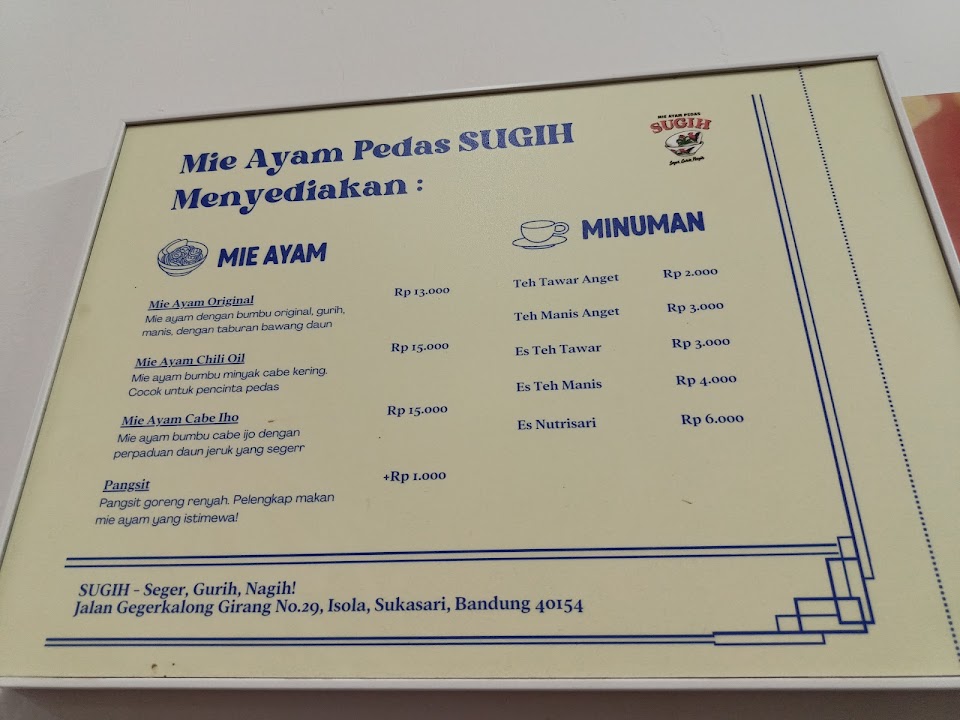 Mie Ayam Pedas SUGIH
Menyediakan :
MIE AYAM PEDAS
SUGIH
Seger, Gurih, Nagih
MIE AYAM
Mie Ayam Original Rp 13.000
Mie ayam dengan bumbu original, gurih,
manis, dengan taburan bawang daun
Mie Ayam Chili Oil Rp 15.000
Mie ayam bumbu minyak cabe kering.
Cocok untuk pencinta pedas
Mie Ayam Cabe Iho Rp 15.000
Mie ayam bumbu cabe ijo dengan
perpaduan daun jeruk yang segerr
Pangsit +Rp 1.000
Pangsit goreng renyah. Pelengkap makan
mie ayam yang istimewa!
MINUMAN
Teh Tawar Anget Rp 2.000
Teh Manis Anget Rp 3.000
Es Teh Tawar Rp 3.000
Es Teh Manis Rp 4.000
Es Nutrisari Rp 6.000
SUGIH - Seger, Gurih, Nagih!
Jalan Gegerkalong Girang No.29, Isola, Sukasari, Bandung 40154